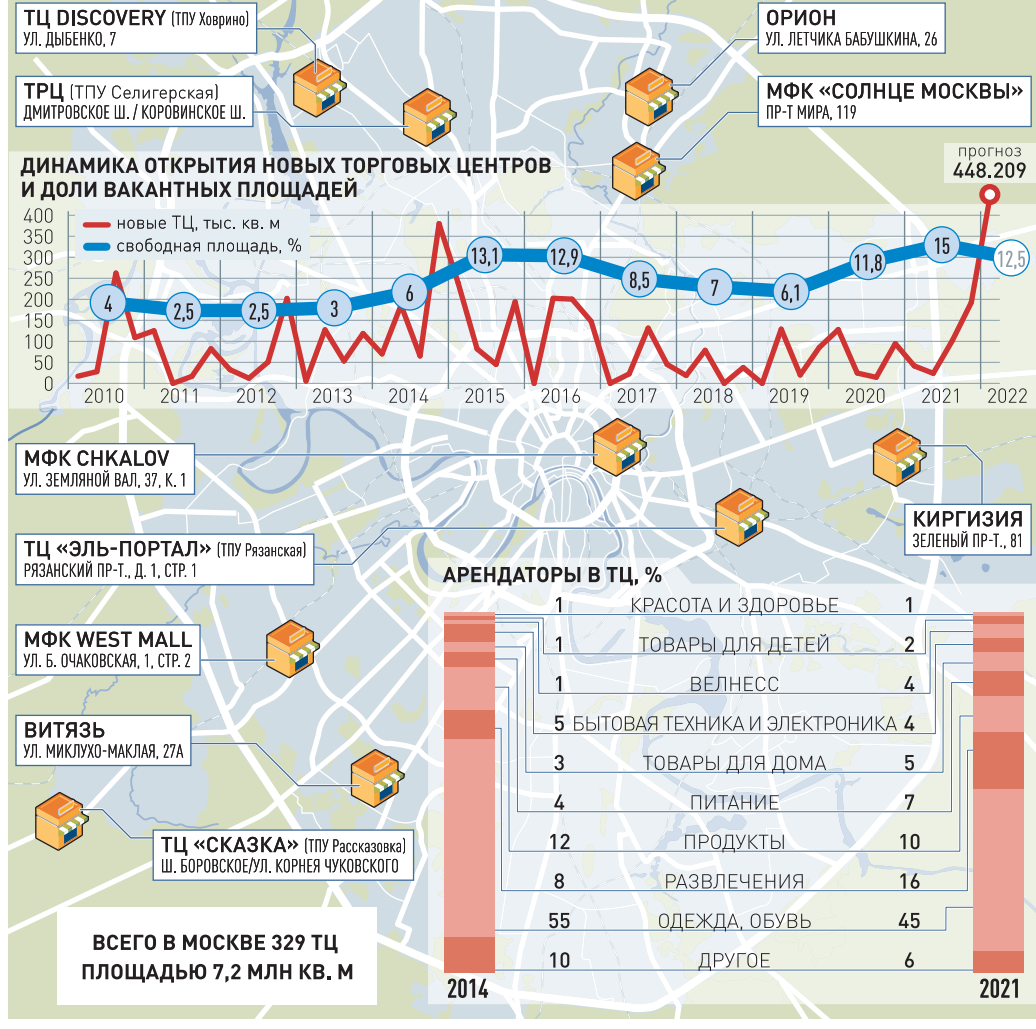 ТЦ DISCOVERY (ТПУ Ховрино)
УЛ. ДЫБЕНКО, 7
ОРИОН
УЛ. ЛЕТЧИКА БАБУШКИНА, 26
ТРЦ (ТПУ Селигерская)
ДМИТРОВСКОЕ Ш. / КОРОВИНСКОЕ Ш.
МФК «СОЛНЦЕ МОСКВЫ»
ПР-Т МИРА, 119
ДИНАМИКА ОТКРЫТИЯ НОВЫХ ТОРГОВЫХ ЦЕНТРОВ
И ДОЛИ ВАКАНТНЫХ ПЛОЩАДЕЙ
прогноз
448.209
новые ТЦ, тыс. кв. м
свободная площадь, %
400
350
300
250
200
150
100
50
0
4
2,5
2,5
3
6
13,1
12,9
8,5
7
6,1
11,8
15
12,5
2010 2011 2012 2013 2014 2015 2016 2017 2018 2019 2020 2021 2022
МФК CHKALOV
УЛ. ЗЕМЛЯНОЙ ВАЛ, 37, К. 1
КИРГИЗИЯ
ЗЕЛЕНЫЙ ПР-Т., 81
ТЦ «ЭЛЬ-ПОРТАЛ» (ТПУ Рязанская)
РЯЗАНСКИЙ ПР-Т., Д. 1, СТР. 1
МФК WEST MALL
УЛ. Б. ОЧАКОВСКАЯ, 1, СТР. 2
ВИТЯЗЬ
УЛ. МИКЛУХО-МАКЛАЯ, 27А
ТЦ «СКАЗКА» (ТПУ Рассказовка)
Ш. БОРОВСКОЕ/УЛ. КОРНЕЯ ЧУКОВСКОГО
ВСЕГО В МОСКВЕ 329 ТЦ
ПЛОЩАДЬЮ 7,2 МЛН КВ. М
АРЕНДАТОРЫ В ТЦ, %
1 КРАСОТА И ЗДОРОВЬЕ 1
1 ТОВАРЫ ДЛЯ ДЕТЕЙ 2
1 ВЕЛНЕСС 4
5 БЫТОВАЯ ТЕХНИКА И ЭЛЕКТРОНИКА 4
3 ТОВАРЫ ДЛЯ ДОМА 5
4 ПИТАНИЕ 7
12 ПРОДУКТЫ 10
8 РАЗВЛЕЧЕНИЯ 16
55 ОДЕЖДА, ОБУВЬ 45
10 ДРУГОЕ 6
2014 2021